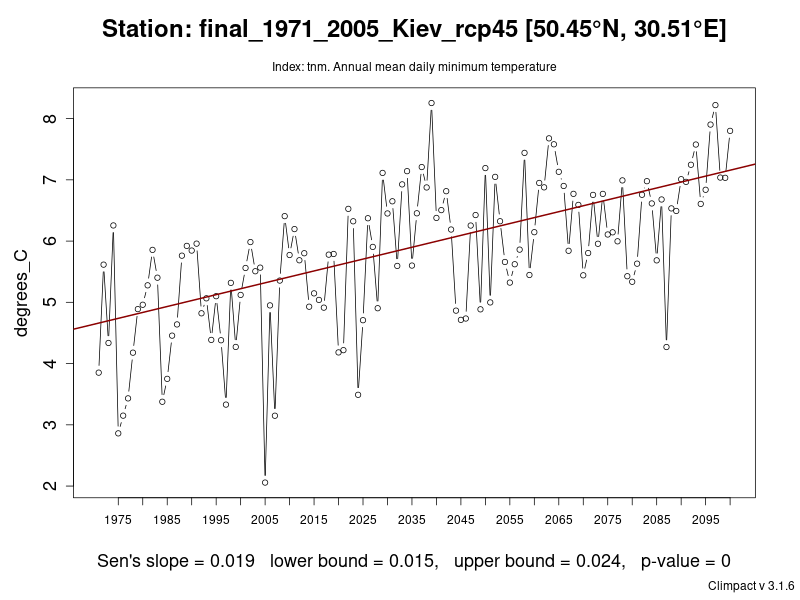 Station: final_1971_2005_Kiev_rcp45 [50.45°N, 30.51°E]
Index: tnm. Annual mean daily minimum temperature
degrees_C
8
7
6
5
4
3
2
1975 1985 1995 2005 2015 2025 2035 2045 2055 2065 2075 2085 2095
Sen's slope = 0.019 lower bound = 0.015, upper bound = 0.024, p-value = 0
Climpact v 3.1.6